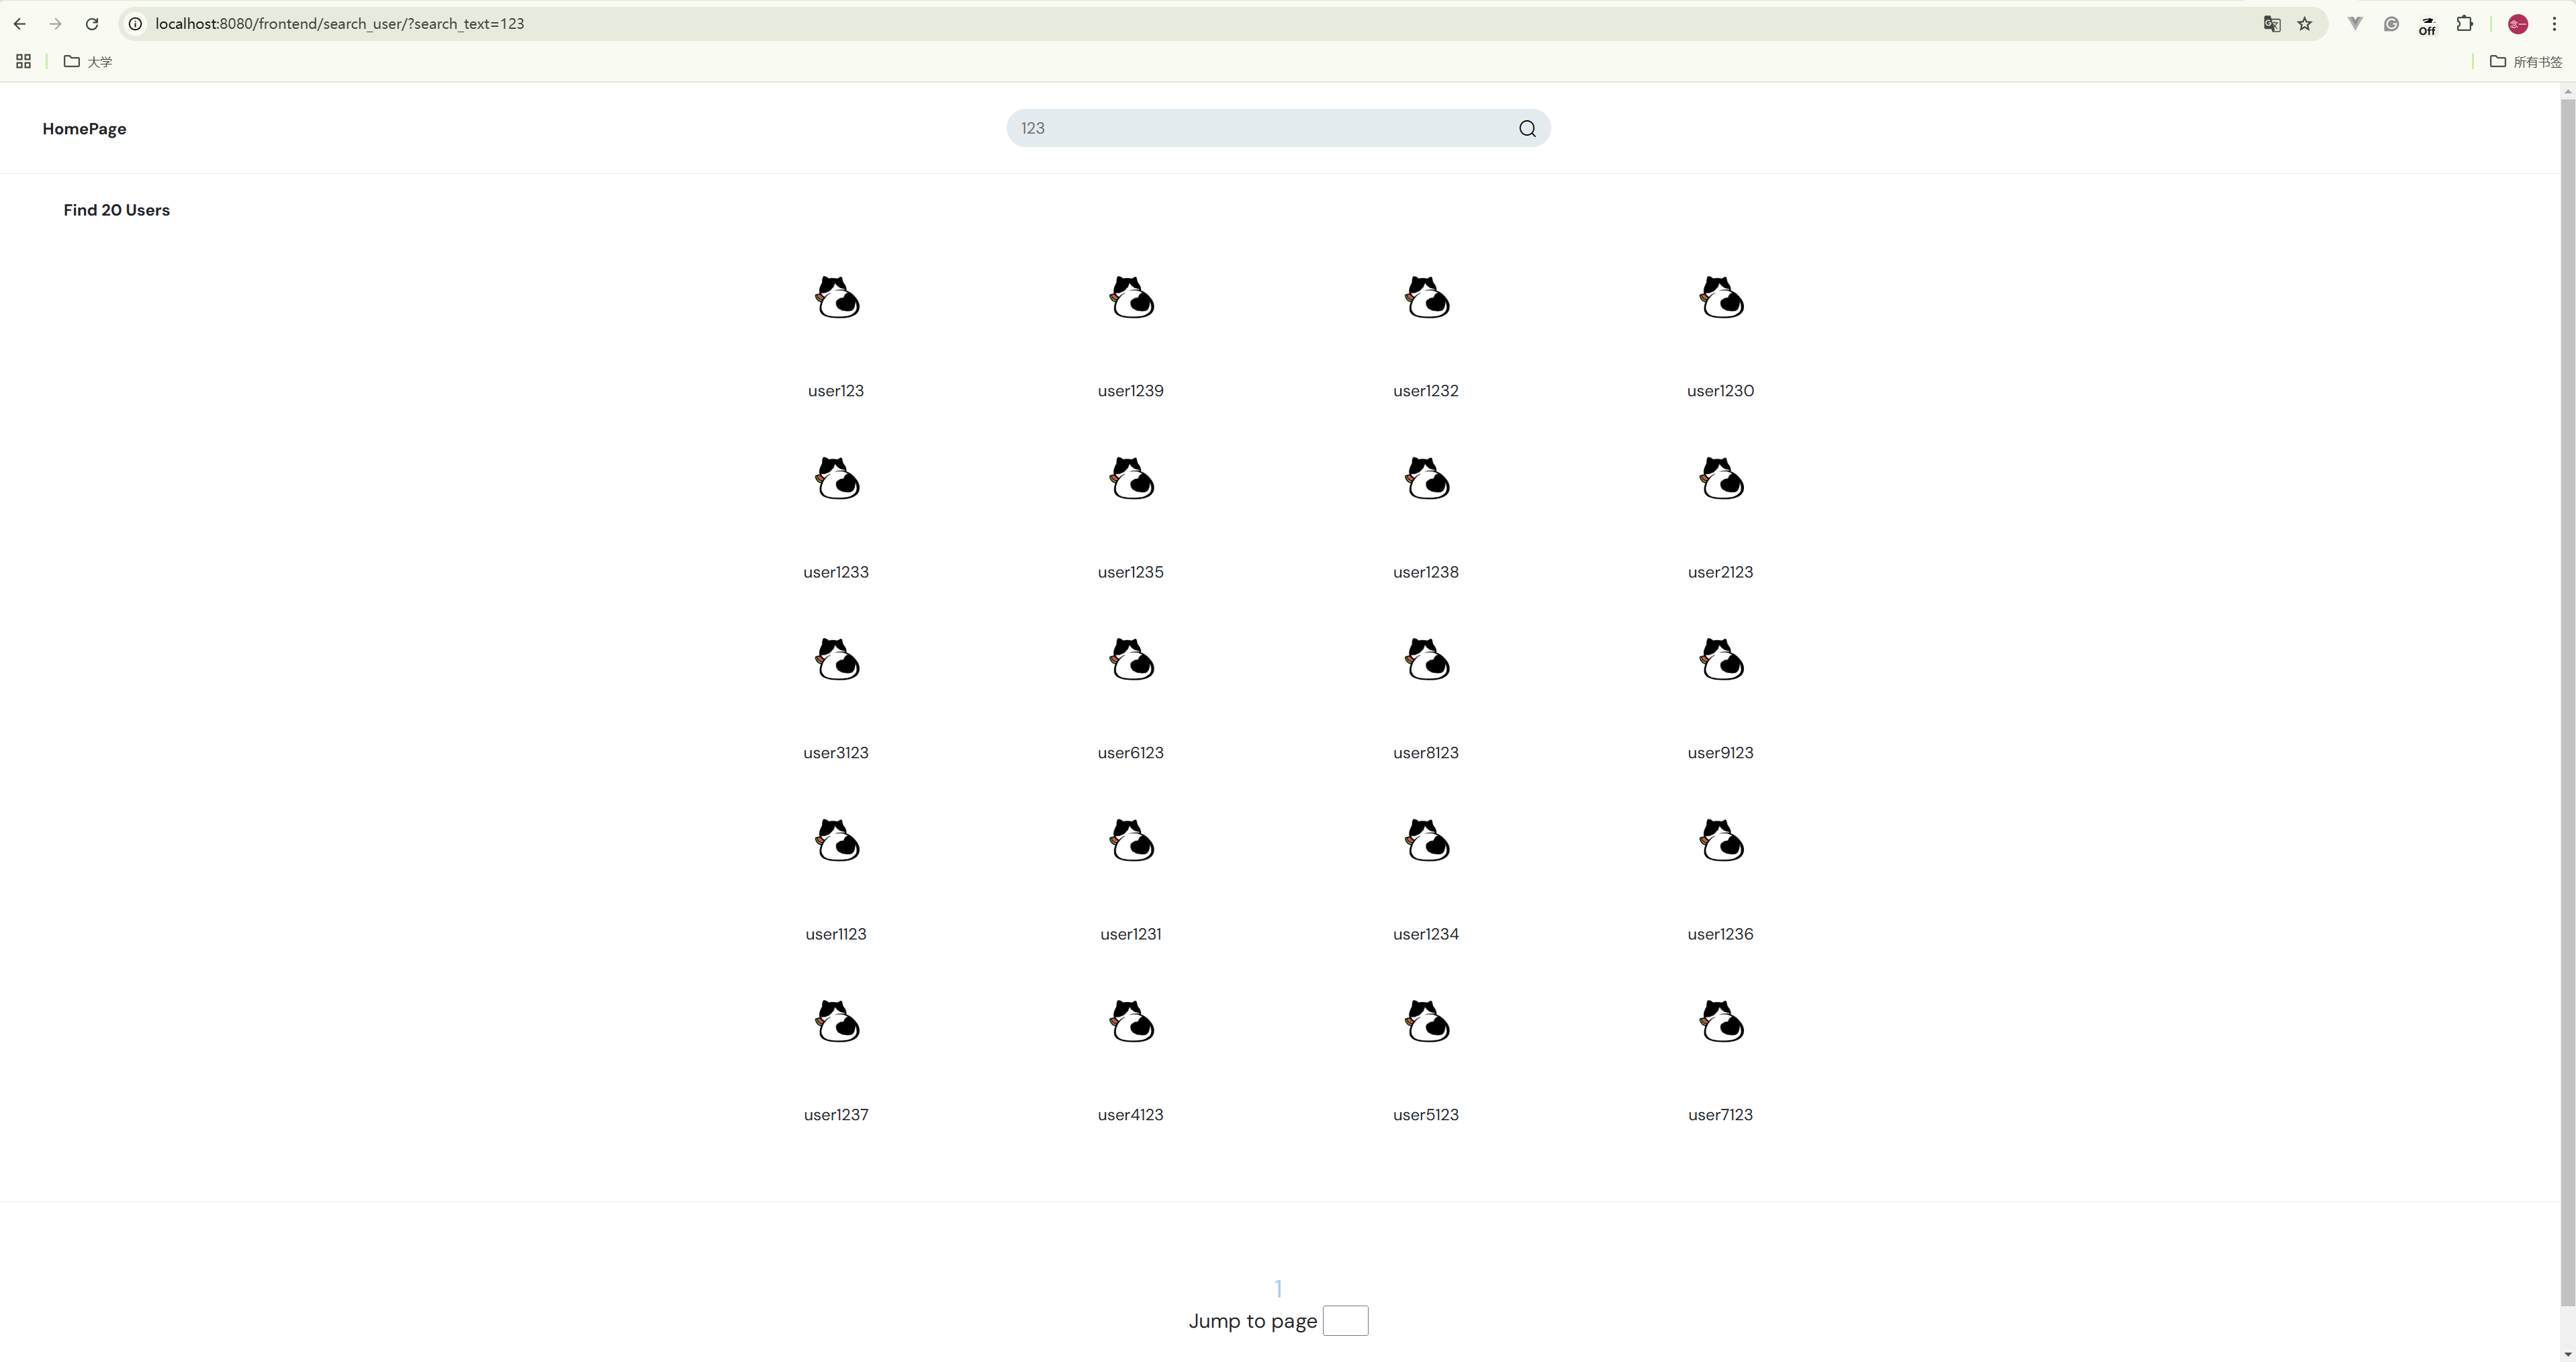 localhost:8080/frontend/search_user/?search_text=123
Off
大学
所有书签
HomePage
123
Find 20 Users
user123 user1239 user1232 user1230
user1233 user1235 user1238 user2123
user3123 user6123 user8123 user9123
user1123 user1231 user1234 user1236
user1237 user4123 user5123 user7123
1
Jump to page